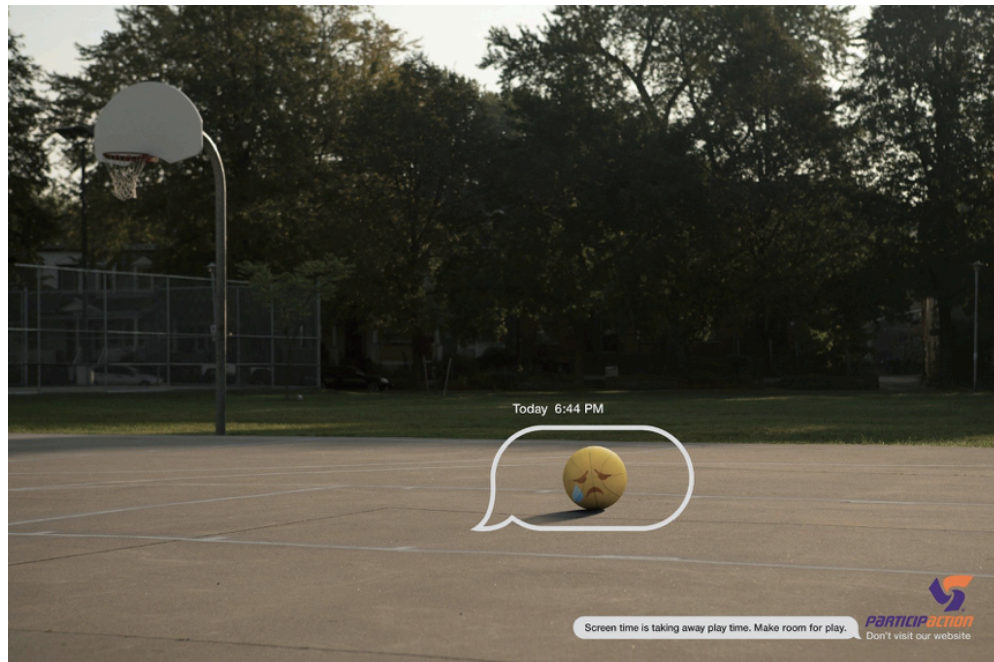 Today 6:44 PM
Screen time is taking away play time. Make room for play.
PARTICIPACTION
Don't visit our website